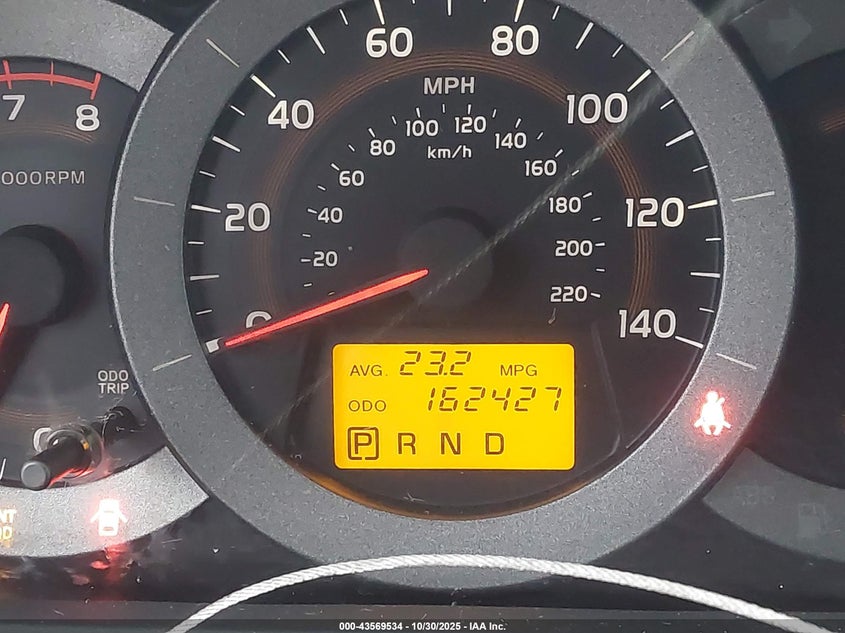 60 80
MPH
40 100
7 8
80 100 120 140
km/h
60 160
000RPM
20 120
40 180
20 200
220
0 140
AVG. 23.2 MPG
ODO 162427
ODO
TRIP
P R N D
NT
000-43569534 - 10/30/2025 - IAA Inc.